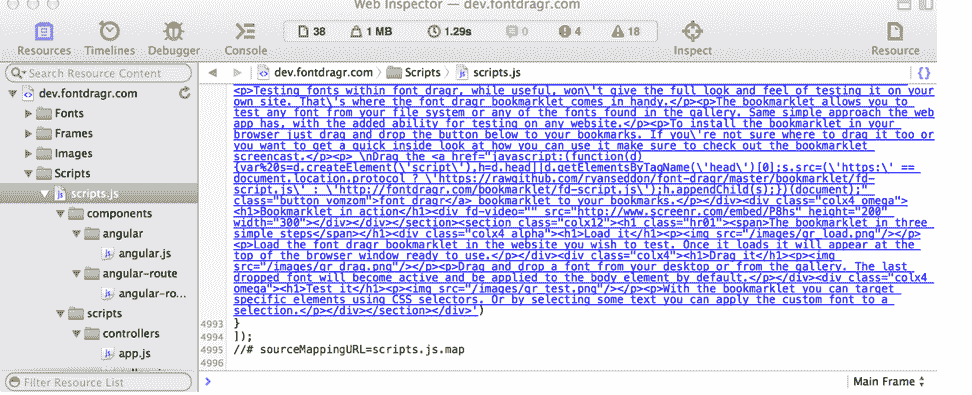 Web Inspector — dev.fontdragr.com
38 1 MB 1.29s 0 4 18
Resources Timelines Debugger Console Inspect Resource
Search Resource Content
dev.fontdragr.com Scripts scripts.js {}
dev.fontdragr.com
Fonts
Frames
Images
Scripts
scripts.js
components
angular
angular.js
angular-route
angular-ro...
scripts
controllers
app.js
Filter Resource List
<p>Testing fonts within font dragr, while useful, won\'t give the full look and feel of testing it on your
own site. That\'s where the font dragr bookmarklet comes in handy.</p><p>The bookmarklet allows you to
test any font from your file system or any of the fonts found in the gallery. Same simple approach the web
app has, with the added ability for testing on any website.</p><p>To install the bookmarklet in your
browser just drag and drop the button below to your bookmarks. If you\'re not sure where to drag it too or
you want to get a quick inside look at how you can use it make sure to check out the bookmarklet
screencast.</p><p> \nDrag the <a href="javascript:(function(d)
{var%20s=d.createElement(\'script\'),h=d.head||d.getElementsByTagName(\'head\')[0];s.src=(\'https:\' ==
document.location.protocol ? \'https://rawgithub.com/ryanseddon/font-dragr/master/bookmarklet/fd-
script.js\' : \'http://fontdragr.com/bookmarklet/fd-script.js\');h.appendChild(s);})(document);"
class="button vomzom">font dragr</a> bookmarklet to your bookmarks.</p></div><div class="colx4 omega">
<h1>Bookmarklet in action</h1><div fd-video="" src="http://www.screenr.com/embed/P8hs" height="200"
width="300"></div></div></section><section class="colx12"><h1 class="hr01"><span>The bookmarklet in three
simple steps</span></h1><div class="colx4 alpha"><h1>Load it</h1><p><img src="/images/gr_load.png"/></p>
<p>Load the font dragr bookmarklet in the website you wish to test. Once it loads it will appear at the
top of the browser window ready to use.</p></div><div class="colx4"><h1>Drag it</h1><p><img
src="/images/gr_drag.png"/></p><p>Drag and drop a font from your desktop or from the gallery. The last
dropped font will become active and be applied to the body element by default.</p></div><div class="colx4
omega"><h1>Test it</h1><p><img src="/images/gr_test.png"/></p><p>With the bookmarklet you can target
specific elements using CSS selectors. Or by selecting some text you can apply the custom font to a
selection.</p></div></section></div>')
4993 }
4994 ]);
4995 //# sourceMappingURL=scripts.js.map
4996
Main Frame